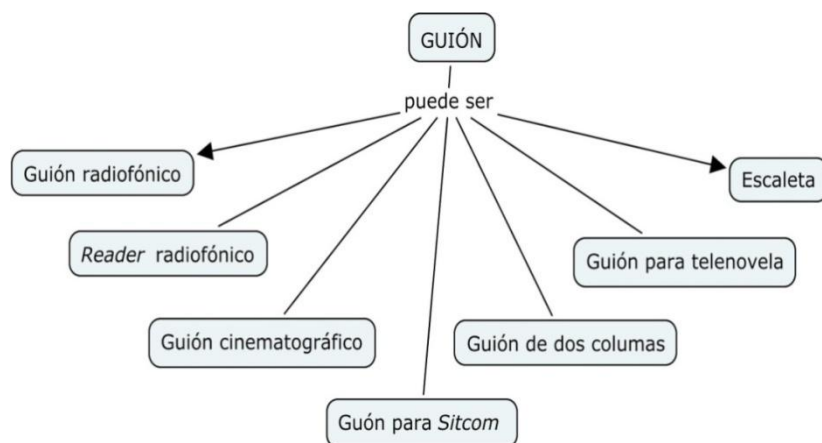 GUIÓN
puede ser
Guión radiofónico
Escaleta
Reader radiofónico
Guión para telenovela
Guión cinematográfico
Guión de dos columas
Guón para Sitcom